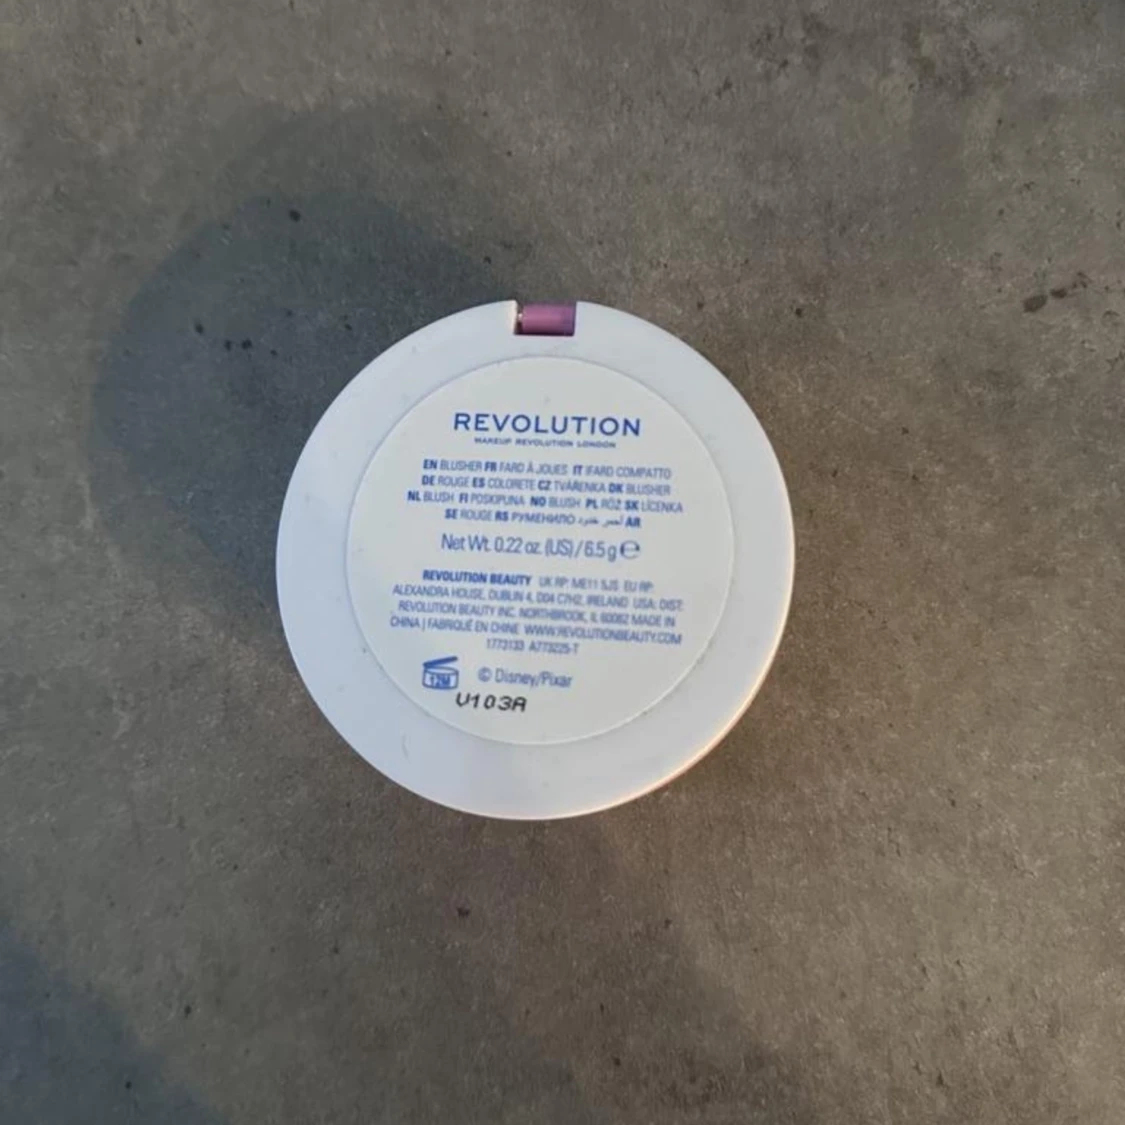 REVOLUTION
MAKEUP REVOLUTION LONDON
EN BLUSHER FR FARD À JOUES IT FARD COMPATTO
DE ROUGE ES COLORETE CZ TVÁŘENKA DK BLUSHER
NL BLUSH FI POSKIPUNA NO BLUSH PL RÓŻ SK LÍCENKA
SE ROUGE RS РУМЕНИЛО أحمر خدود AR
Net Wt. 0.22 oz. (US) / 6.5 g ℮
REVOLUTION BEAUTY UK RP: ME11 5JS EU RP:
ALEXANDRA HOUSE, DUBLIN 4, D04 C7H2, IRELAND USA: DIST:
REVOLUTION BEAUTY INC, NORTHBROOK, IL 60062 MADE IN
CHINA | FABRIQUÉ EN CHINE WWW.REVOLUTIONBEAUTY.COM
1773133 A773225-T
12M © Disney/Pixar
V103A